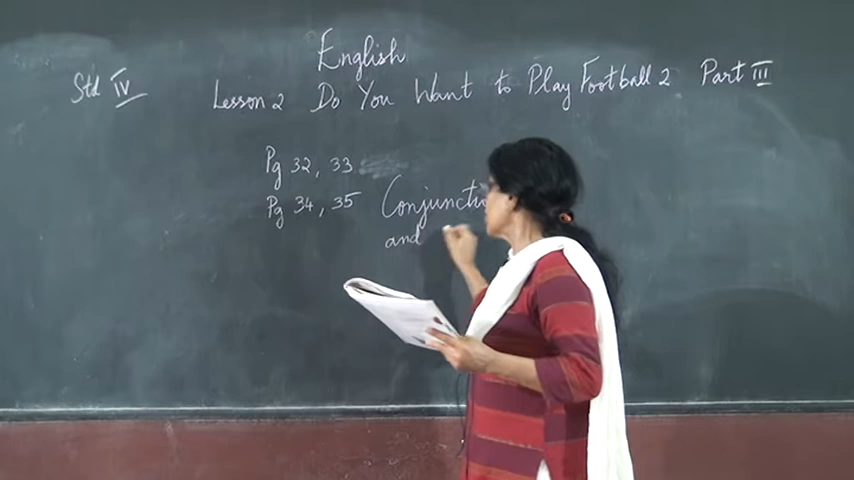 English
Std IV Lesson 2 Do You Want to Play Football 2 Part III
Pg 32, 33
Pg 34, 35 Conjunctio
and